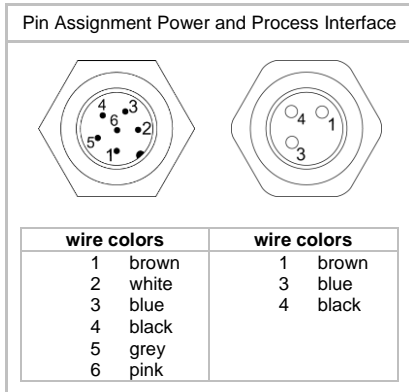 Pin Assignment Power and Process Interface
4 3
6
5 2
1
4 1
3
wire colors wire colors
1 brown 1 brown
2 white 3 blue
3 blue 4 black
4 black
5 grey
6 pink